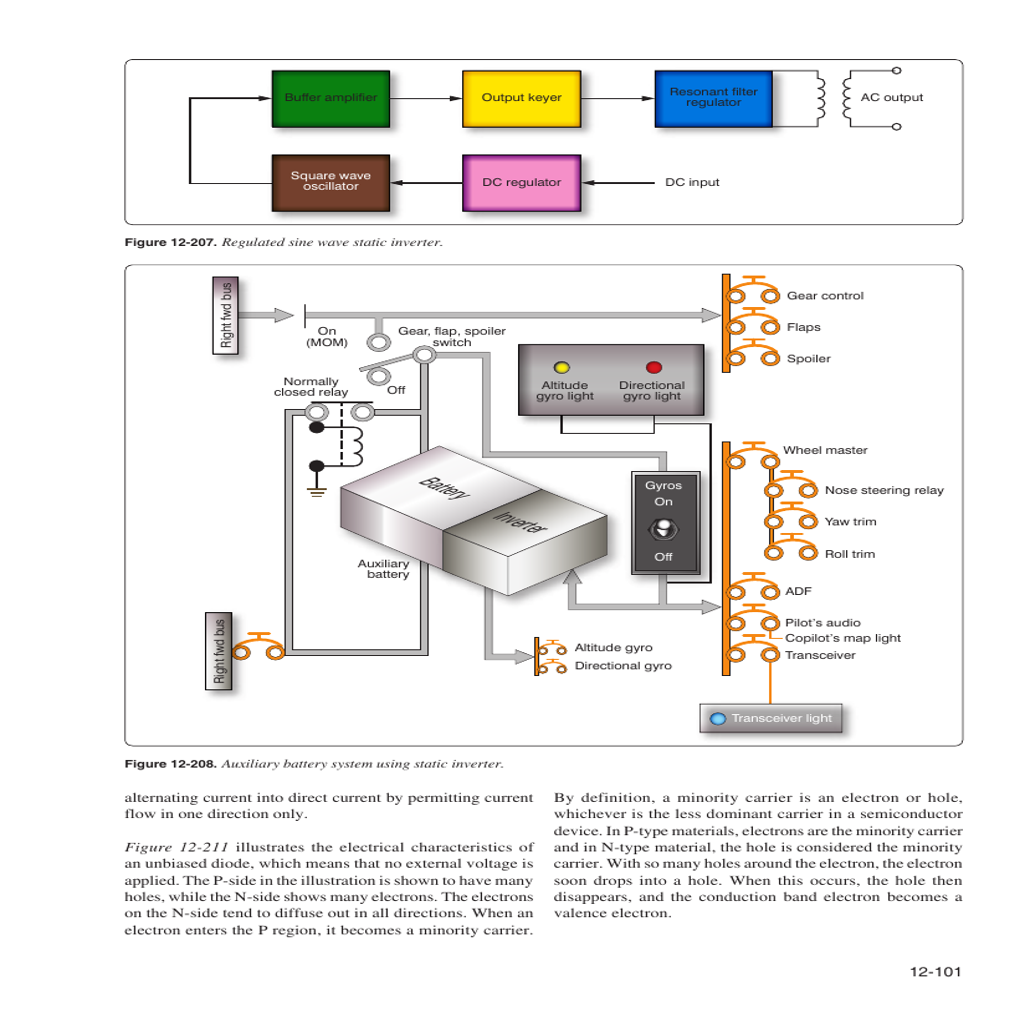 Buffer amplifier
Output keyer
Resonant filter
regulator
AC output
Square wave
oscillator
DC regulator
DC input
Figure 12-207. Regulated sine wave static inverter.
Right fwd bus
On
(MOM)
Gear, flap, spoiler
switch
Normally
closed relay
Off
Gear control
Flaps
Spoiler
Altitude
gyro light
Directional
gyro light
Battery
Inverter
Auxiliary
battery
Gyros
On
Off
Wheel master
Nose steering relay
Yaw trim
Roll trim
ADF
Pilot's audio
Copilot's map light
Transceiver
Right fwd bus
Altitude gyro
Directional gyro
Transceiver light
Figure 12-208. Auxiliary battery system using static inverter.
alternating current into direct current by permitting current
flow in one direction only.
Figure 12-211 illustrates the electrical characteristics of
an unbiased diode, which means that no external voltage is
applied. The P-side in the illustration is shown to have many
holes, while the N-side shows many electrons. The electrons
on the N-side tend to diffuse out in all directions. When an
electron enters the P region, it becomes a minority carrier.
By definition, a minority carrier is an electron or hole,
whichever is the less dominant carrier in a semiconductor
device. In P-type materials, electrons are the minority carrier
and in N-type material, the hole is considered the minority
carrier. With so many holes around the electron, the electron
soon drops into a hole. When this occurs, the hole then
disappears, and the conduction band electron becomes a
valence electron.
12-101